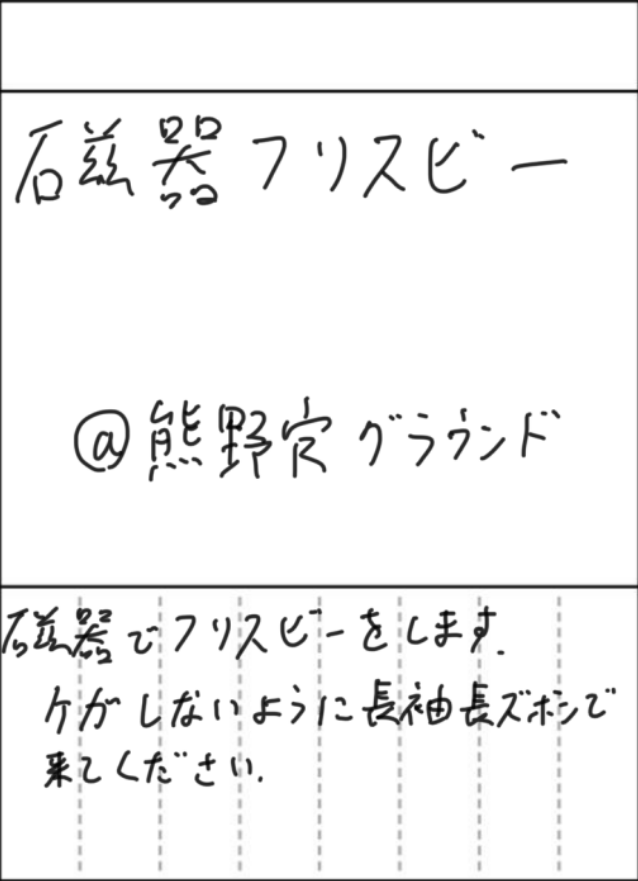 磁器フリスビー
@熊野穴グラウンド
磁器でフリスビーをします.
ケガしないように長袖長ズボンで
来てください.